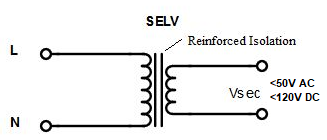 SELV
Reinforced Isolation
L
Vsec
<50V AC
<120V DC
N